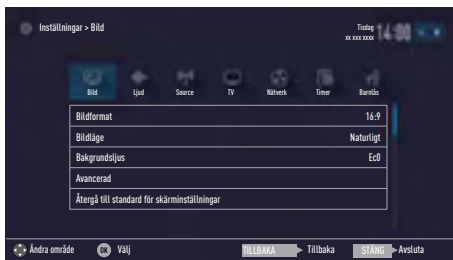 Inställningar > Bild
Tisdag
xx xxx xxxx
14:00
Bild Ljud Source TV Nätverk Timer Barnlås
Bildformat 16:9
Bildläge Naturligt
Bakgrundsljus Ec0
Avancerad
Återgå till standard för skärminställningar
Ändra område OK Välj TILLBAKA Tillbaka STÄNG Avsluta